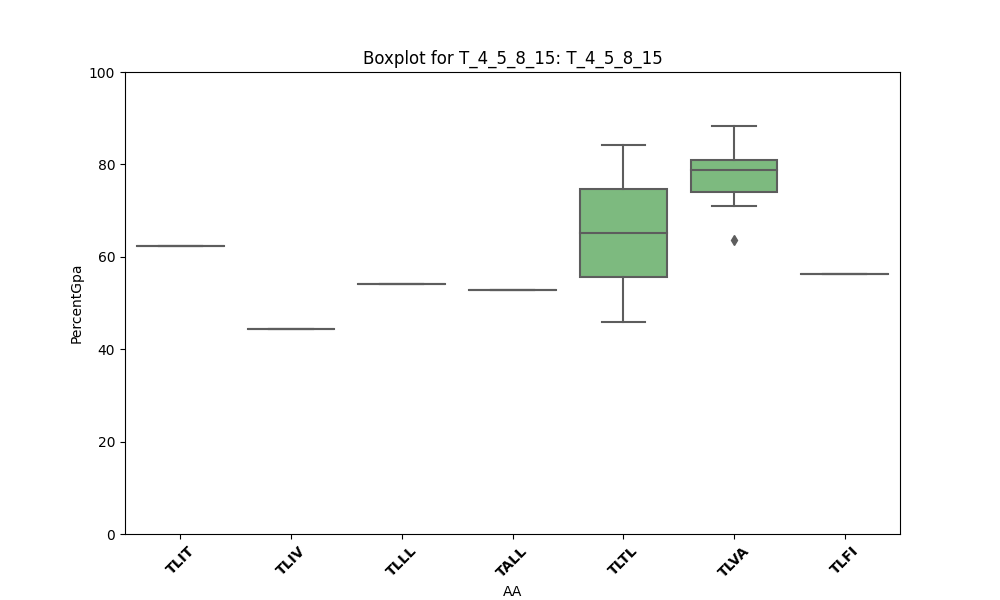 Boxplot for T_4_5_8_15: T_4_5_8_15
100
80
60
40
20
0
PercentGpa
TLIT
TLIV
TLLL
TALL
TLTL
TLVA
TLFI
AA